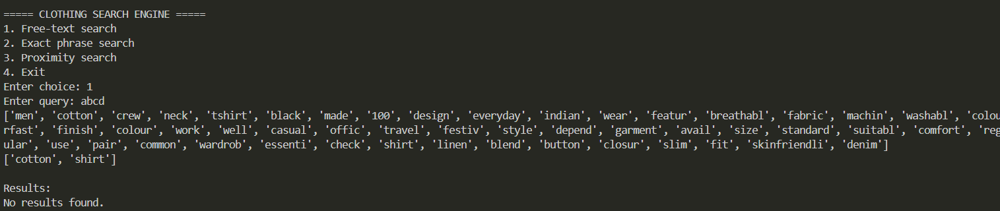 ===== CLOTHING SEARCH ENGINE =====
1. Free-text search
2. Exact phrase search
3. Proximity search
4. Exit
Enter choice: 1
Enter query: abcd
['men', 'cotton', 'crew', 'neck', 'tshirt', 'black', 'made', '100', 'design', 'everyday', 'indian', 'wear', 'featur', 'breathabl', 'fabric', 'machin', 'washabl', 'colou
rfast', 'finish', 'colour', 'work', 'well', 'casual', 'offic', 'travel', 'festiv', 'style', 'depend', 'garment', 'avail', 'size', 'standard', 'suitabl', 'comfort', 'reg
ular', 'use', 'pair', 'common', 'wardrob', 'essenti', 'check', 'shirt', 'linen', 'blend', 'button', 'closur', 'slim', 'fit', 'skinfriendli', 'denim']
['cotton', 'shirt']
Results:
No results found.